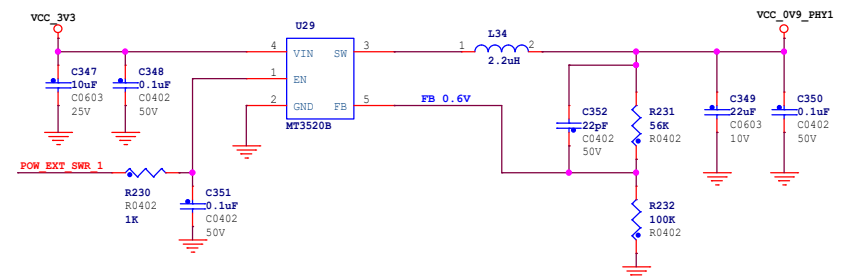 VCC_3V3
VCC_0V9_PHY1
U29
L34
4 VIN SW 3
1 2
2.2uH
C347
10uF
C0603
25V
C348
0.1uF
C0402
50V
1 EN
2 GND FB 5
MT3520B
FB 0.6V
C352
22pF
C0402
50V
R231
56K
R0402
C349
22uF
C0603
10V
C350
0.1uF
C0402
50V
POW_EXT_SWR_1
R230
R0402
1K
C351
0.1uF
C0402
50V
R232
100K
R0402